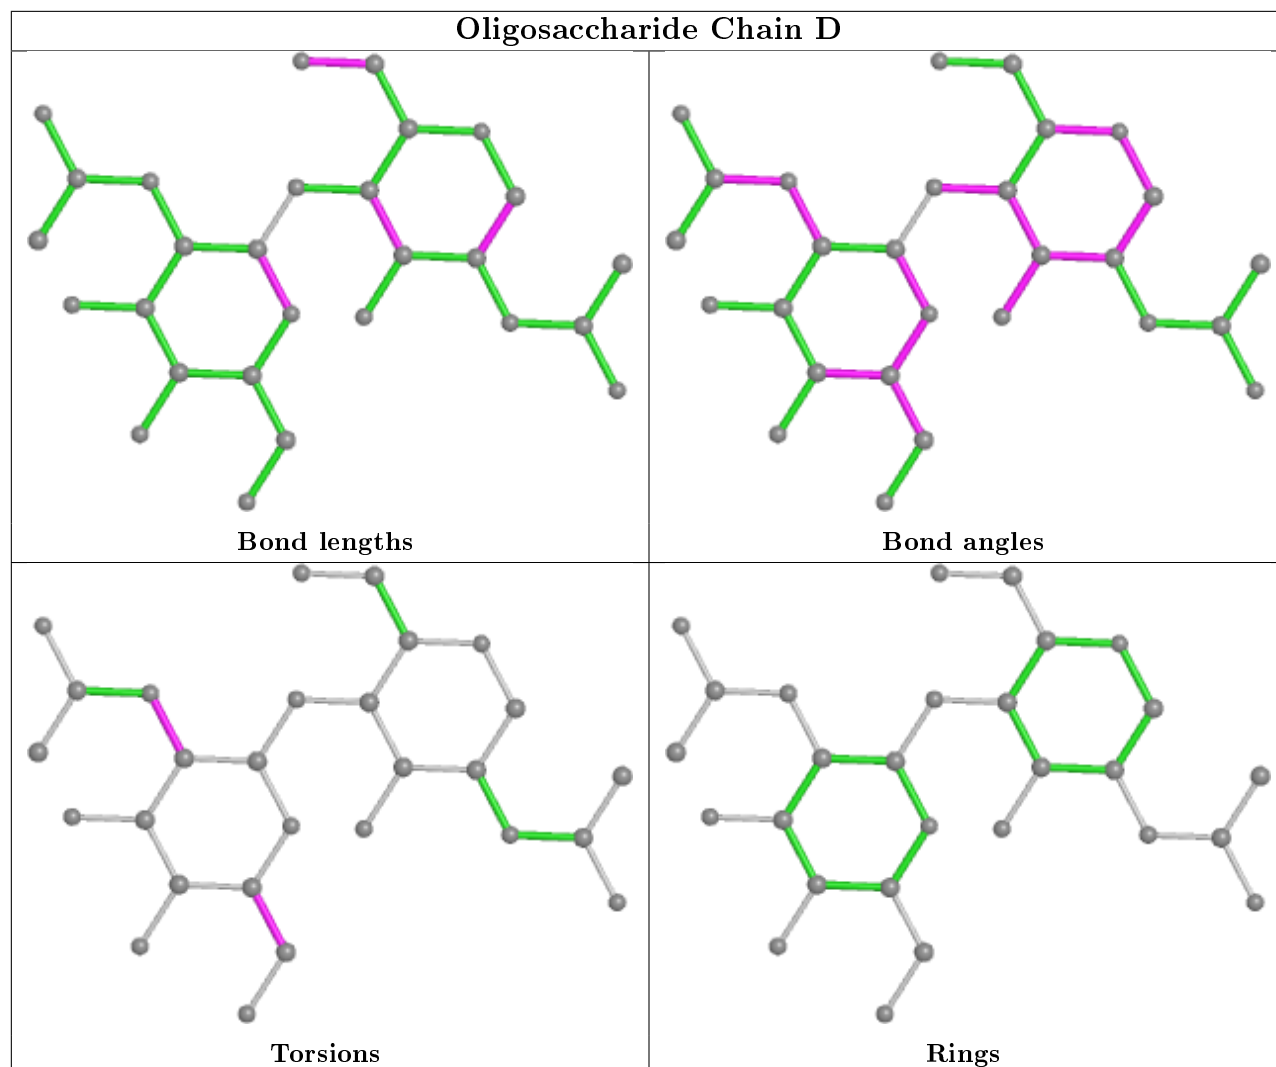 Oligosaccharide Chain D
Bond lengths
Bond angles
Torsions
Rings